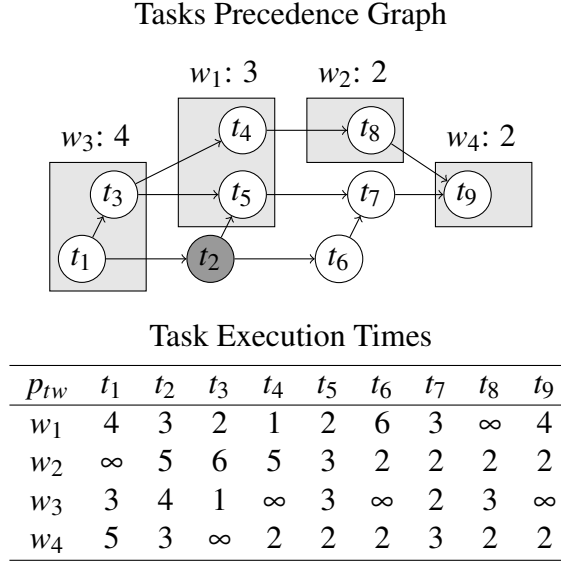 Tasks Precedence Graph
w₁: 3
w₂: 2
w₃: 4
t₄
t₈
w₄: 2
t₃
t₅
t₇
t₉
t₁
t₂
t₆
Task Execution Times
pₜw t₁ t₂ t₃ t₄ t₅ t₆ t₇ t₈ t₉
w₁ 4 3 2 1 2 6 3 ∞ 4
w₂ ∞ 5 6 5 3 2 2 2 2
w₃ 3 4 1 ∞ 3 ∞ 2 3 ∞
w₄ 5 3 ∞ 2 2 2 3 2 2